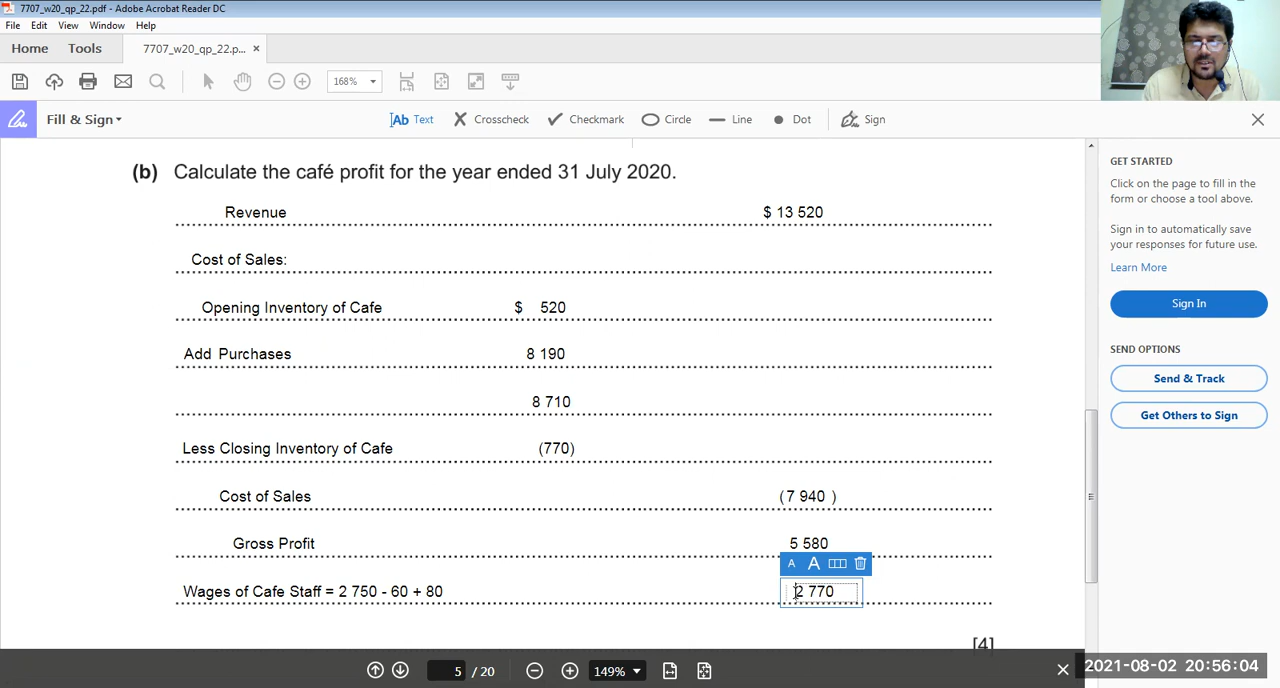 7707_w20_qp_22.pdf - Adobe Acrobat Reader DC
File Edit View Window Help
Home Tools 7707_w20_qp_22.p... ×
168%
Fill & Sign
Ab Text Crosscheck Checkmark Circle Line Dot Sign
(b) Calculate the café profit for the year ended 31 July 2020.
Revenue $ 13 520
Cost of Sales:
Opening Inventory of Cafe $ 520
Add Purchases 8 190
8 710
Less Closing Inventory of Cafe (770)
Cost of Sales (7 940 )
Gross Profit 5 580
A A
Wages of Cafe Staff = 2 750 - 60 + 80 2 770
[4]
GET STARTED
Click on the page to fill in the
form or choose a tool above.
Sign in to automatically save
your responses for future use.
Learn More
Sign In
SEND OPTIONS
Send & Track
Get Others to Sign
5 / 20 149%
2021-08-02 20:56:04